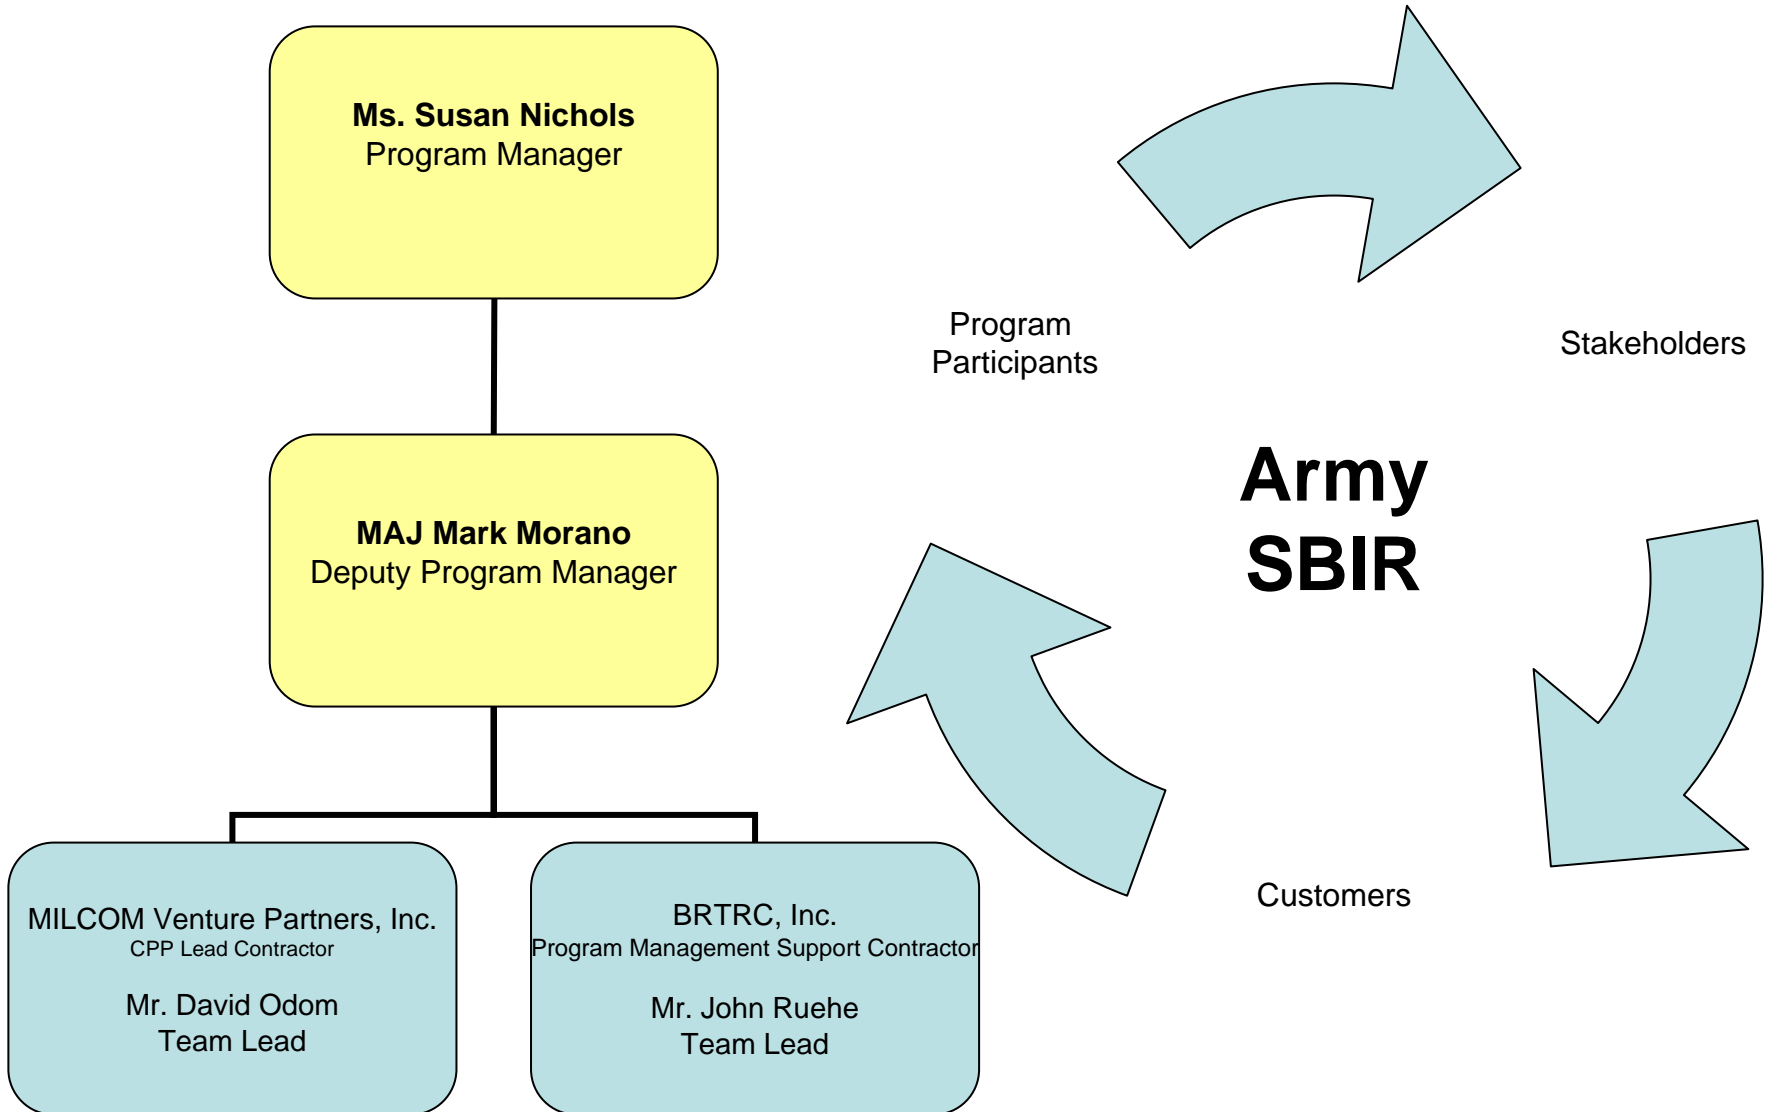 Ms. Susan Nichols
Program Manager
MAJ Mark Morano
Deputy Program Manager
MILCOM Venture Partners, Inc.
CPP Lead Contractor
Mr. David Odom
Team Lead
BRTRC, Inc.
Program Management Support Contractor
Mr. John Ruehe
Team Lead
Program
Participants
Stakeholders
Army
SBIR
Customers